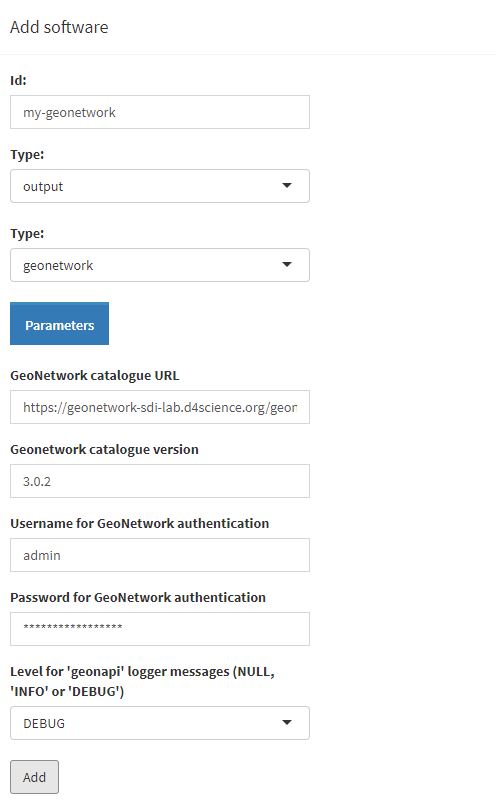 Add software
Id:
my-geonetwork
Type:
output
Type:
geonetwork
Parameters
GeoNetwork catalogue URL
https://geonetwork-sdi-lab.d4science.org/geor
Geonetwork catalogue version
3.0.2
Username for GeoNetwork authentication
admin
Password for GeoNetwork authentication
*****************
Level for 'geonapi' logger messages (NULL,
'INFO' or 'DEBUG')
DEBUG
Add